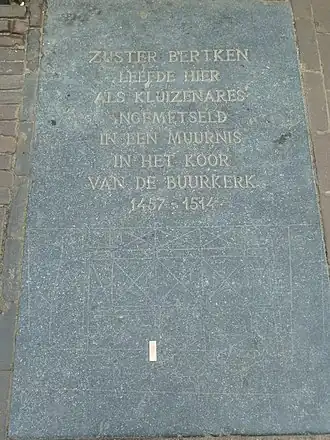 ZUSTER BERTKEN
LEEFDE HIER
ALS KLUIZENARES
INGEMETSELD
IN EEN MUURNIS
IN HET KOOR
VAN DE BUURKERK
1457 - 1514